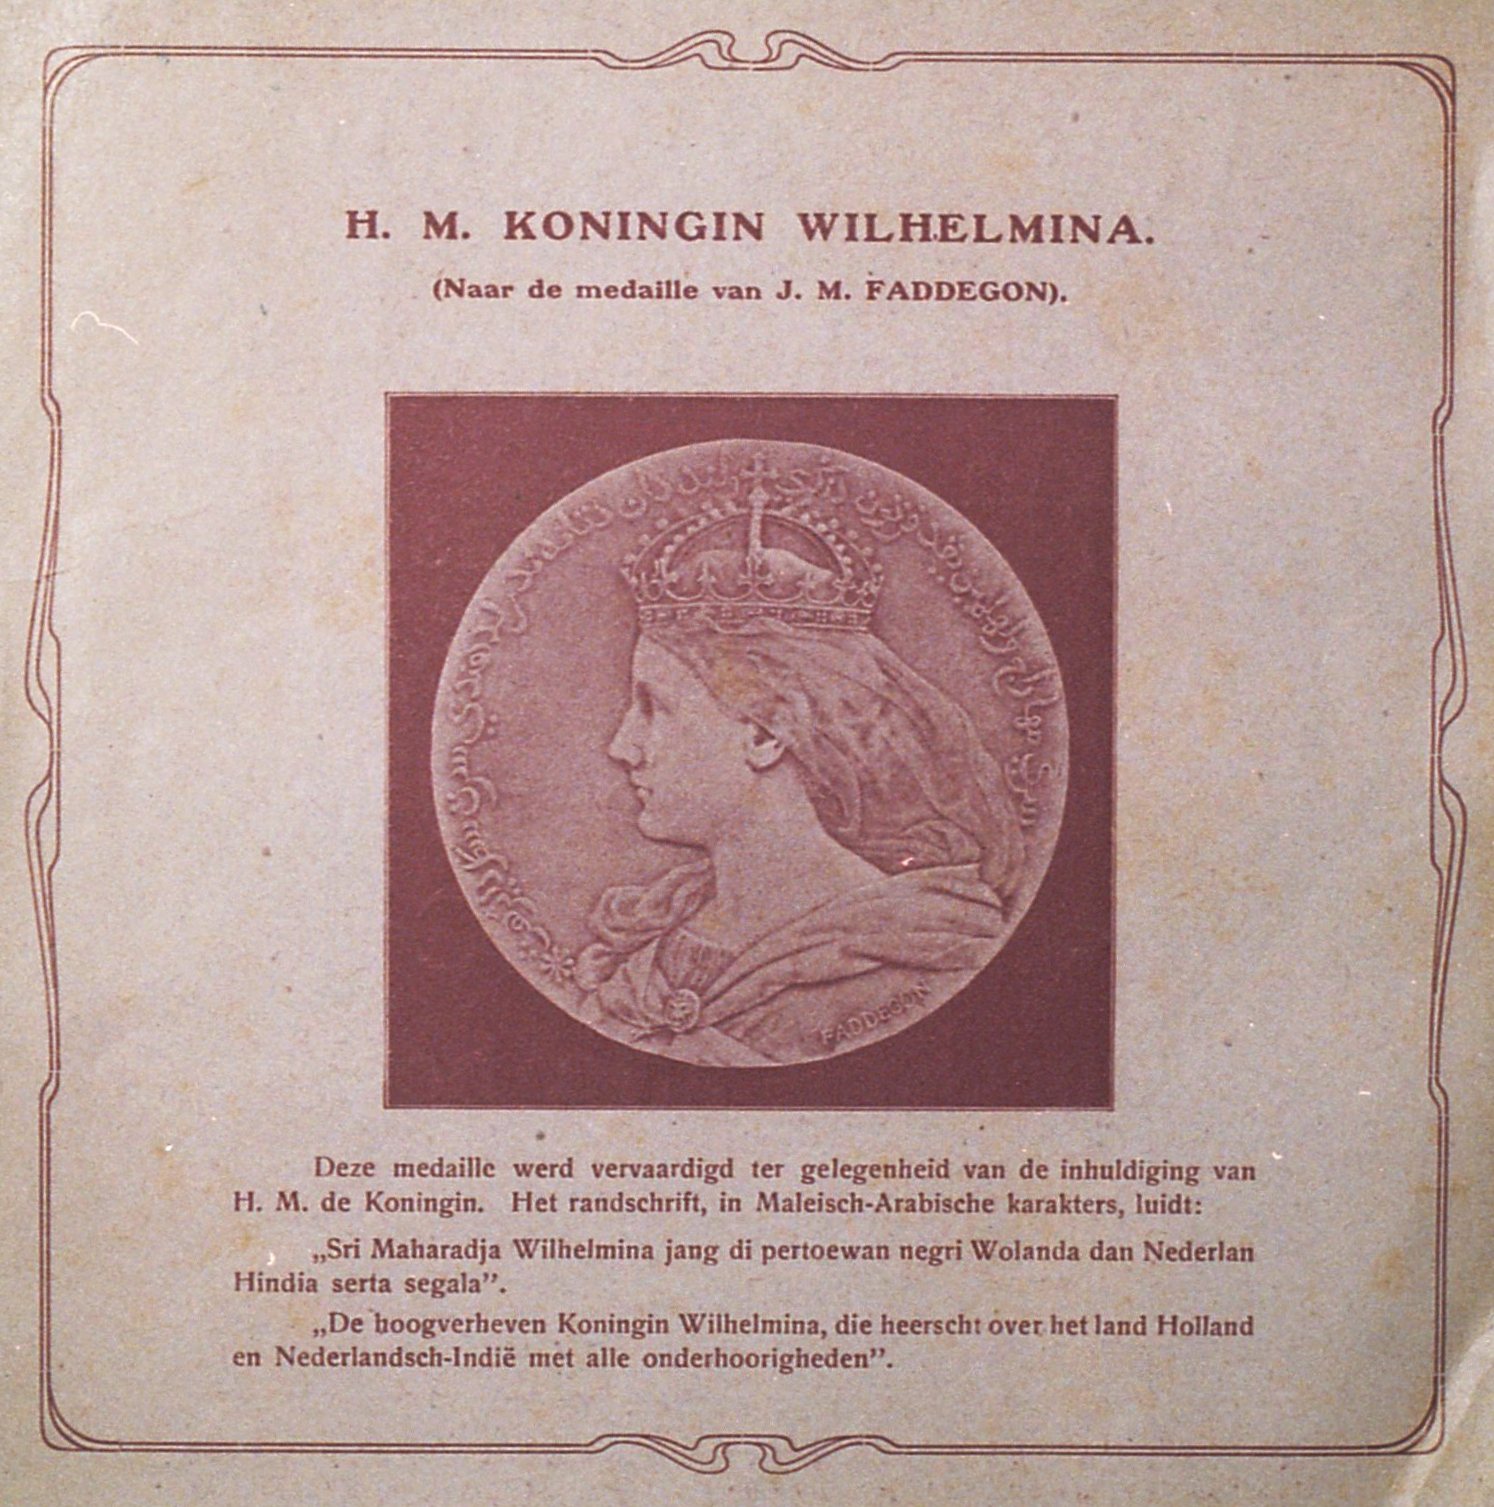 H. M. KONINGIN WILHELMINA.
(Naar de medaille van J. M. FADDEGON).
FADDEGON
Deze medaille werd vervaardigd ter gelegenheid van de inhuldiging van
H. M. de Koningin. Het randschrift, in Maleisch-Arabische karakters, luidt:
„Sri Maharadja Wilhelmina jang di pertoewan negri Wolanda dan Nederlan
Hindia serta segala”.
„De hoogverheven Koningin Wilhelmina, die heerscht over het land Holland
en Nederlandsch-Indië met alle onderhoorigheden”.